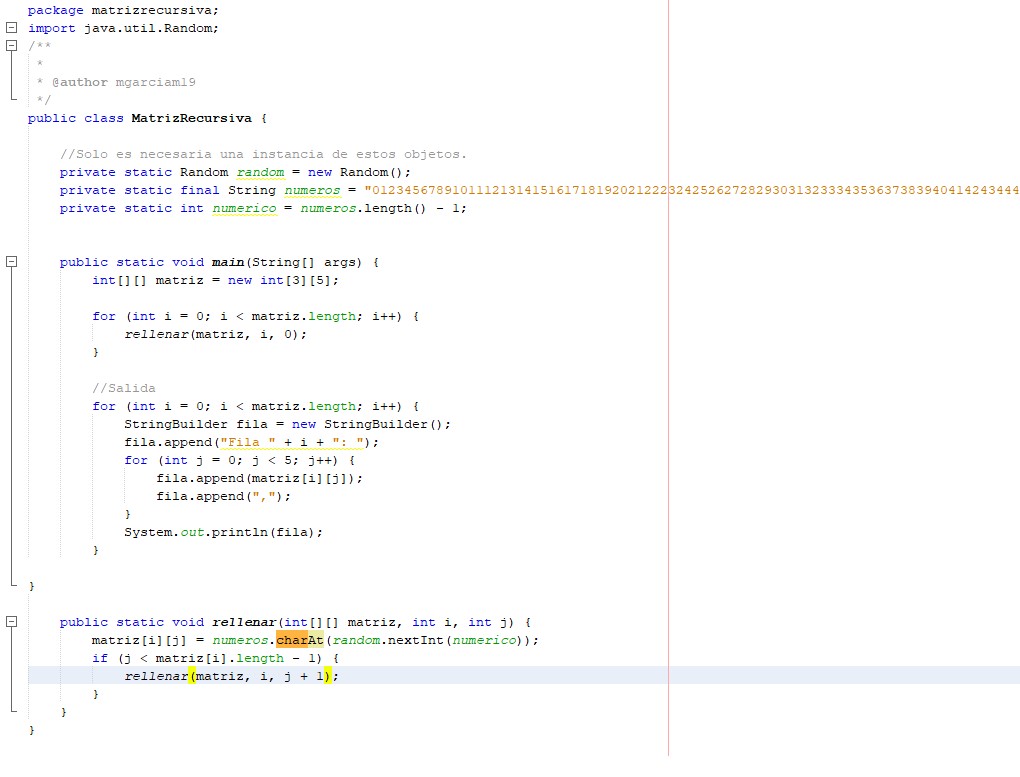 package matrizrecursiva;
import java.util.Random;
/**
 *
 * @author mgarciam19
 */
public class MatrizRecursiva {
    //Solo es necesaria una instancia de estos objetos.
    private static Random random = new Random();
    private static final String numeros = "01234567891011121314151617181920212223242526272829303132333435363738394041424344
    private static int numerico = numeros.length() - 1;
    public static void main(String[] args) {
        int[][] matriz = new int[3][5];
        for (int i = 0; i < matriz.length; i++) {
            rellenar(matriz, i, 0);
        }
        //Salida
        for (int i = 0; i < matriz.length; i++) {
            StringBuilder fila = new StringBuilder();
            fila.append("Fila " + i + ": ");
            for (int j = 0; j < 5; j++) {
                fila.append(matriz[i][j]);
                fila.append(",");
            }
            System.out.println(fila);
        }
}
    public static void rellenar(int[][] matriz, int i, int j) {
        matriz[i][j] = numeros.charAt(random.nextInt(numerico));
        if (j < matriz[i].length - 1) {
            rellenar(matriz, i, j + 1);
        }
    }
}